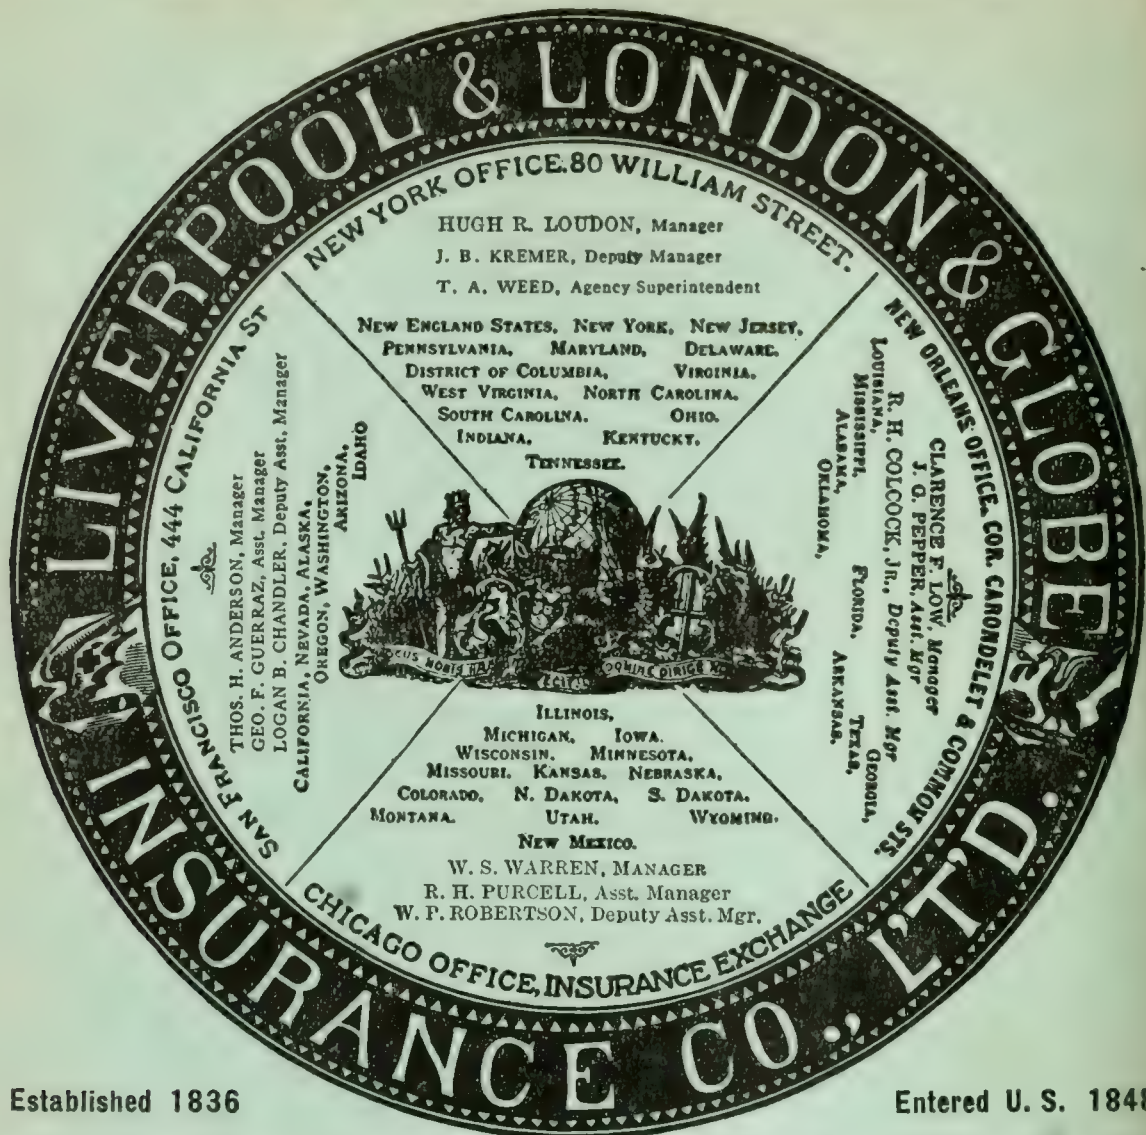 LIVERPOOL & LONDON & GLOBE
INSURANCE CO., LT'D.
NEW YORK OFFICE. 80 WILLIAM STREET.
HUGH R. LOUDON, Manager
J. B. KREMER, Deputy Manager
T. A. WEED, Agency Superintendent
NEW ENGLAND STATES, NEW YORK, NEW JERSEY,
PENNSYLVANIA, MARYLAND, DELAWARE.
DISTRICT OF COLUMBIA, VIRGINIA.
WEST VIRGINIA, NORTH CAROLINA.
SOUTH CAROLINA. OHIO.
INDIANA. KENTUCKY.
TENNESSEE.
SAN FRANCISCO OFFICE, 444 CALIFORNIA ST
THOS. H. ANDERSON, Manager
GEO. F. GUERRAZ, Asst. Manager
LOGAN B. CHANDLER, Deputy Asst. Manager
CALIFORNIA, NEVADA, ALASKA,
OREGON, WASHINGTON,
ARIZONA,
IDAHO
NEW ORLEANS OFFICE, COR. CARONDELET & COMMON STS.
CLARENCE F. LOW, Manager
J. G. PEPPER, Asst. Mgr
R. H. COLCOCK, JR., Deputy Asst. Mgr
LOUISIANA, GEORGIA,
MISSISSIPPI, FLORIDA, TEXAS,
ALABAMA, ARKANSAS.
OKLAHOMA,
NOBIS DOMINE DIRIGE
ILLINOIS,
MICHIGAN, IOWA.
WISCONSIN. MINNESOTA.
MISSOURI. KANSAS, NEBRASKA,
COLORADO, N. DAKOTA, S. DAKOTA.
MONTANA. UTAH. WYOMING.
NEW MEXICO.
W. S. WARREN, MANAGER
R. H. PURCELL, Asst. Manager
W. P. ROBERTSON, Deputy Asst. Mgr.
CHICAGO OFFICE, INSURANCE EXCHANGE
Established 1836
Entered U. S. 1848